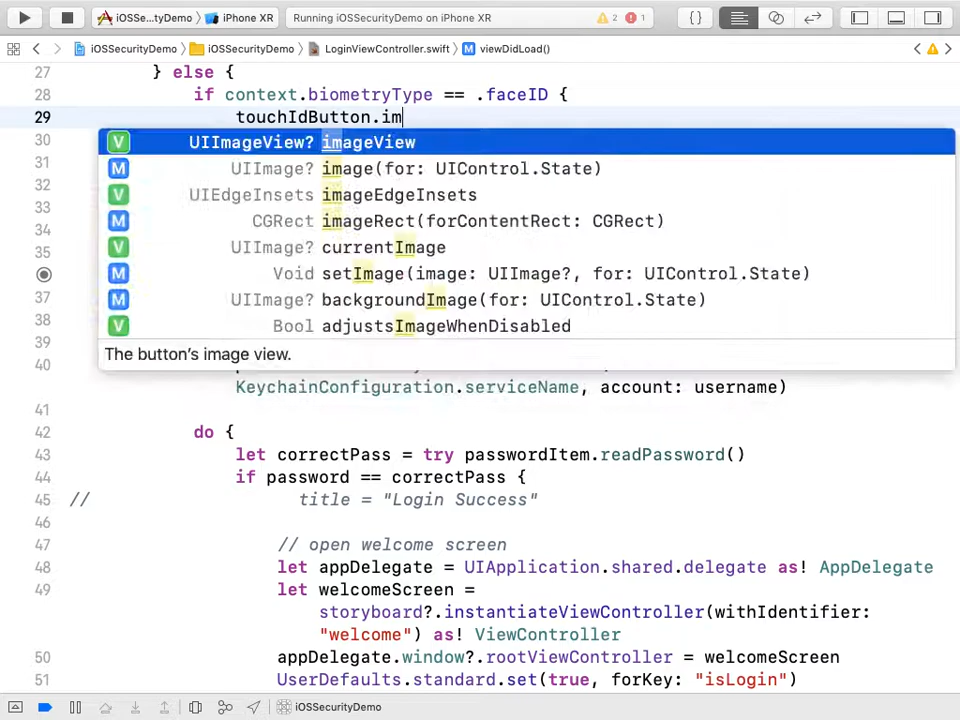 iOSSe...tyDemo iPhone XR Running iOSSecurityDemo on iPhone XR 2 1
iOSSecurityDemo iOSSecurityDemo LoginViewController.swift M viewDidLoad()
27 } else {
28 if context.biometryType == .faceID {
29 touchIdButton.im
30 V UIImageView? imageView
31 M UIImage? image(for: UIControl.State)
32 V UIEdgeInsets imageEdgeInsets
33
34 M CGRect imageRect(forContentRect: CGRect)
35 V UIImage? currentImage
M Void setImage(image: UIImage?, for: UIControl.State)
37 M UIImage? backgroundImage(for: UIControl.State)
38 V Bool adjustsImageWhenDisabled
39 The button's image view.
40
KeychainConfiguration.serviceName, account: username)
41
42 do {
43 let correctPass = try passwordItem.readPassword()
44 if password == correctPass {
45 // title = "Login Success"
46
47 // open welcome screen
48 let appDelegate = UIApplication.shared.delegate as! AppDelegate
49 let welcomeScreen =
storyboard?.instantiateViewController(withIdentifier:
"welcome") as! ViewController
50 appDelegate.window?.rootViewController = welcomeScreen
51 UserDefaults.standard.set(true, forKey: "isLogin")
iOSSecurityDemo